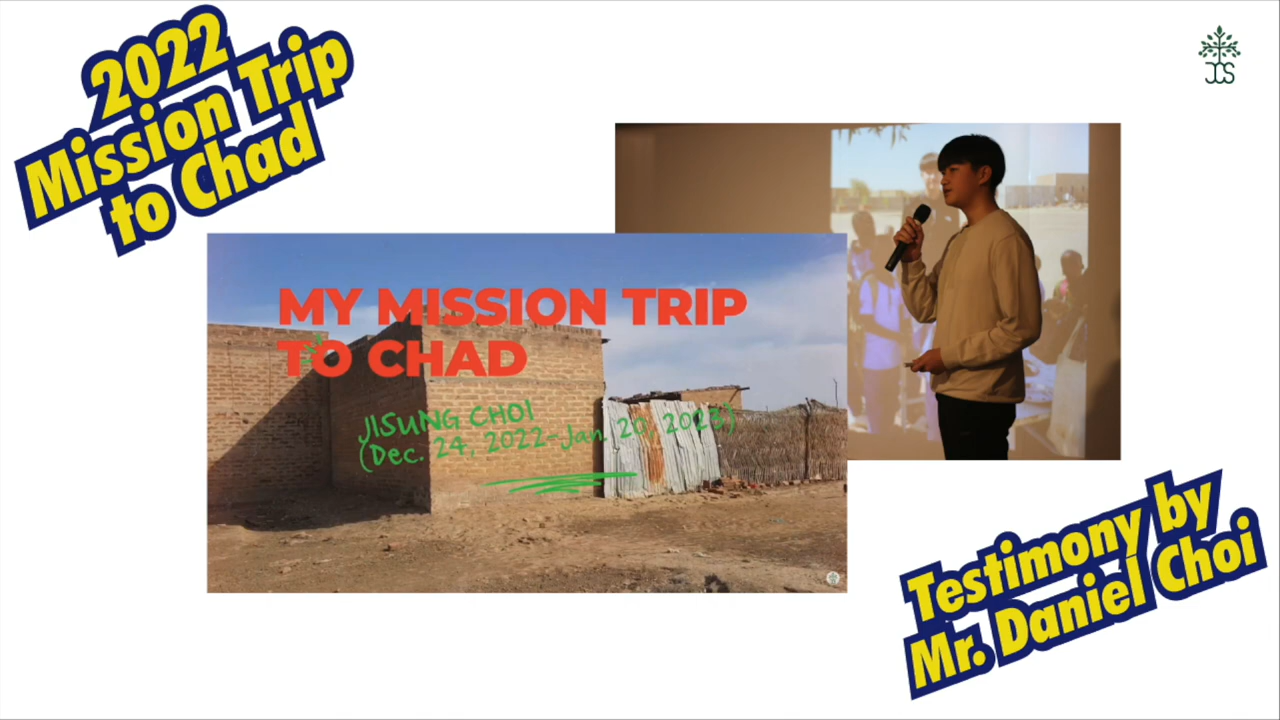 2022
Mission Trip
to Chad
JCS
MY MISSION TRIP
TO CHAD
JISUNG CHOI
(Dec. 24, 2022-Jan 20, 2023)
Testimony by
Mr. Daniel Choi